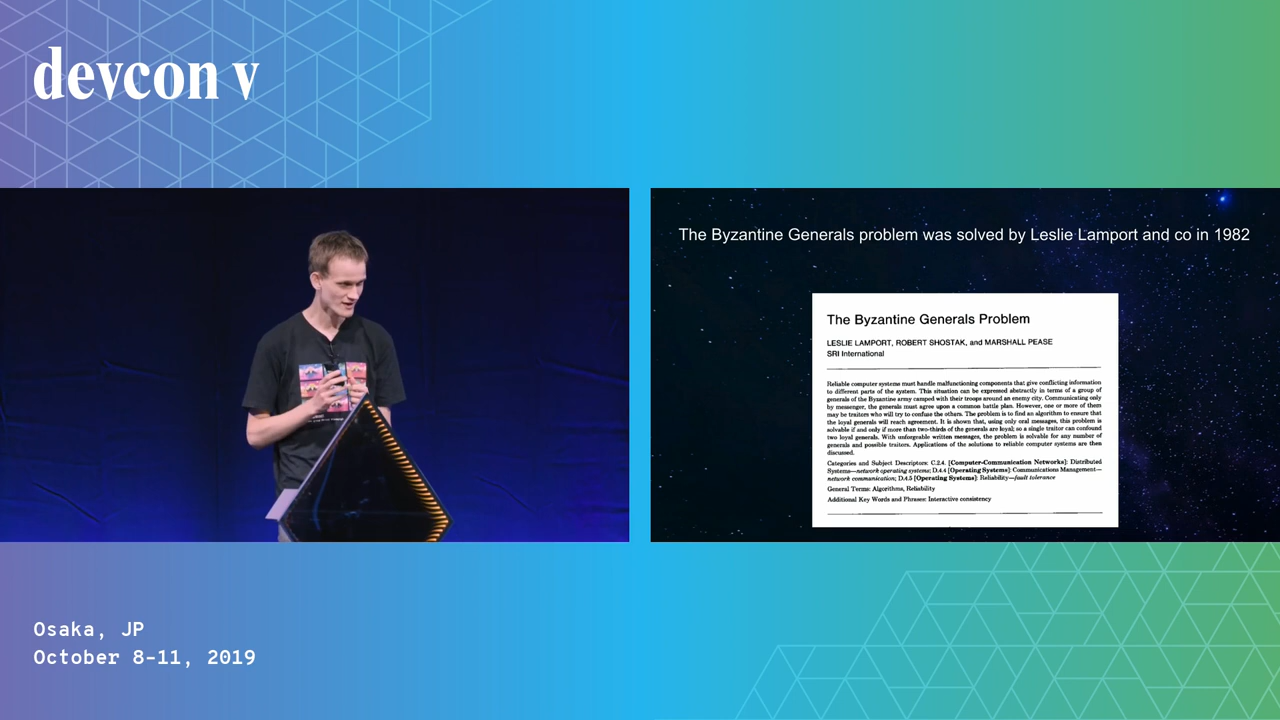 devcon v
The Byzantine Generals problem was solved by Leslie Lamport and co in 1982
The Byzantine Generals Problem
LESLIE LAMPORT, ROBERT SHOSTAK, and MARSHALL PEASE
SRI International
Reliable computer systems must handle malfunctioning components that give conflicting information
to different parts of the system. This situation can be expressed abstractly in terms of a group of
generals of the Byzantine army camped with their troops around an enemy city. Communicating only
by messenger, the generals must agree upon a common battle plan. However, one or more of them
may be traitors who will try to confuse the others. The problem is to find an algorithm to ensure that
the loyal generals will reach agreement. It is shown that, using only oral messages, this problem is
solvable if and only if more than two-thirds of the generals are loyal; so a single traitor can confound
two loyal generals. With unforgeable written messages, the problem is solvable for any number of
generals and possible traitors. Applications of the solutions to reliable computer systems are then
discussed.
Categories and Subject Descriptors: C.2.4. [Computer-Communication Networks]: Distributed
Systems—network operating systems; D.4.4 [Operating Systems]: Communications Management—
network communication; D.4.5 [Operating Systems]: Reliability—fault tolerance
General Terms: Algorithms, Reliability
Additional Key Words and Phrases: Interactive consistency
Osaka, JP
October 8-11, 2019